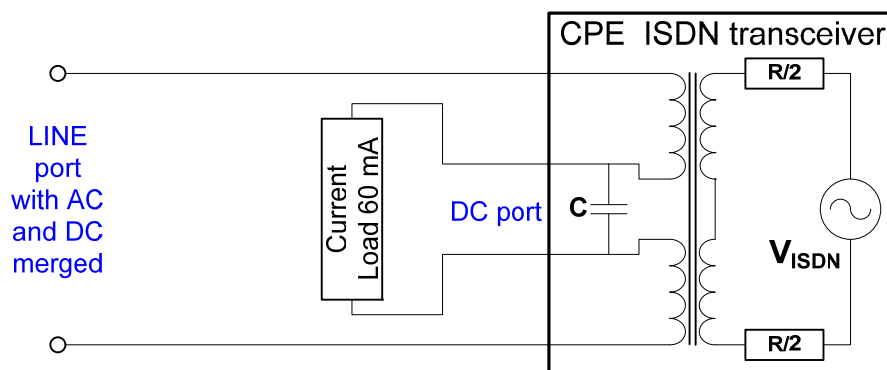 CPE ISDN transceiver
R/2
LINE
port
with AC
and DC
merged
Current
Load 60 mA
DC port
C
VISDN
R/2